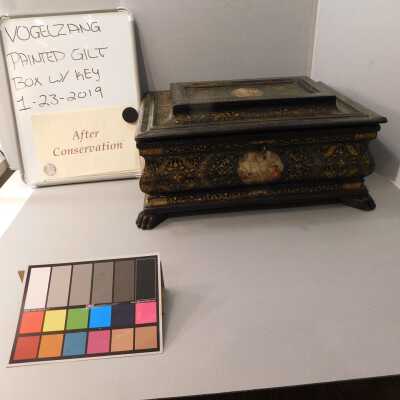 VOGELZANG
PAINTED GILT
BOX W/ KEY
1-23-2019
After
Conservation